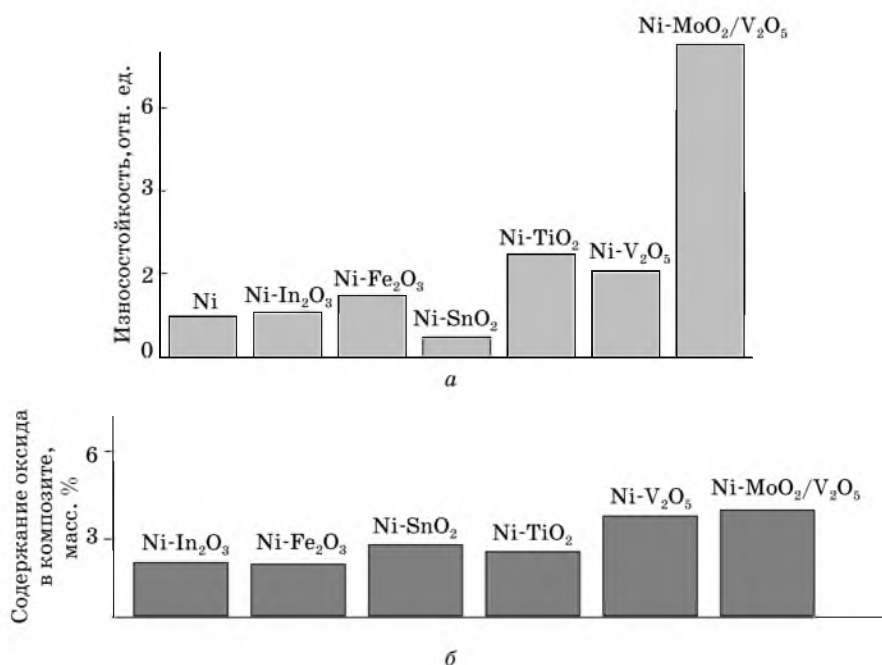 Износостойкость, отн. ед.
6
3
2
0
Ni
Ni-In₂O₃
Ni-Fe₂O₃
Ni-SnO₂
Ni-TiO₂
Ni-V₂O₅
Ni-MoO₂/V₂O₅
а
Содержание оксида
в композите,
масс. %
6
3
Ni-In₂O₃
Ni-Fe₂O₃
Ni-SnO₂
Ni-TiO₂
Ni-V₂O₅
Ni-MoO₂/V₂O₅
б